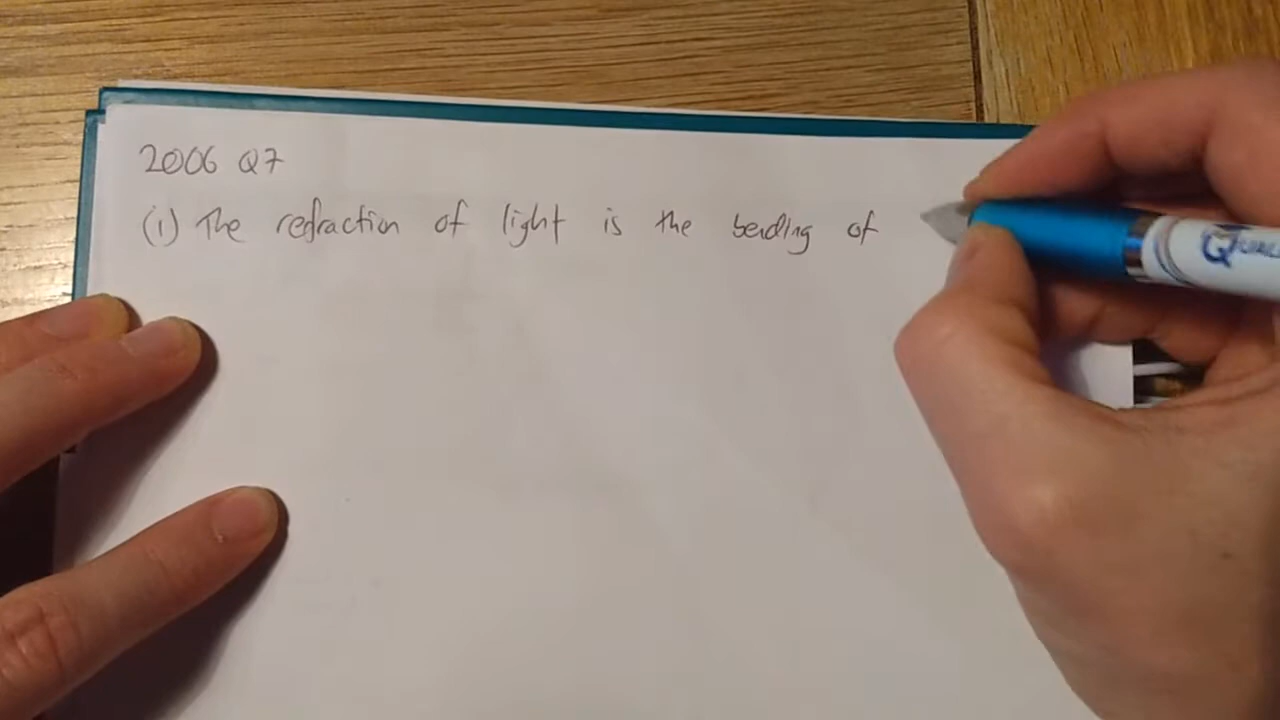 2006 Q7
(i) The refraction of light is the bending of